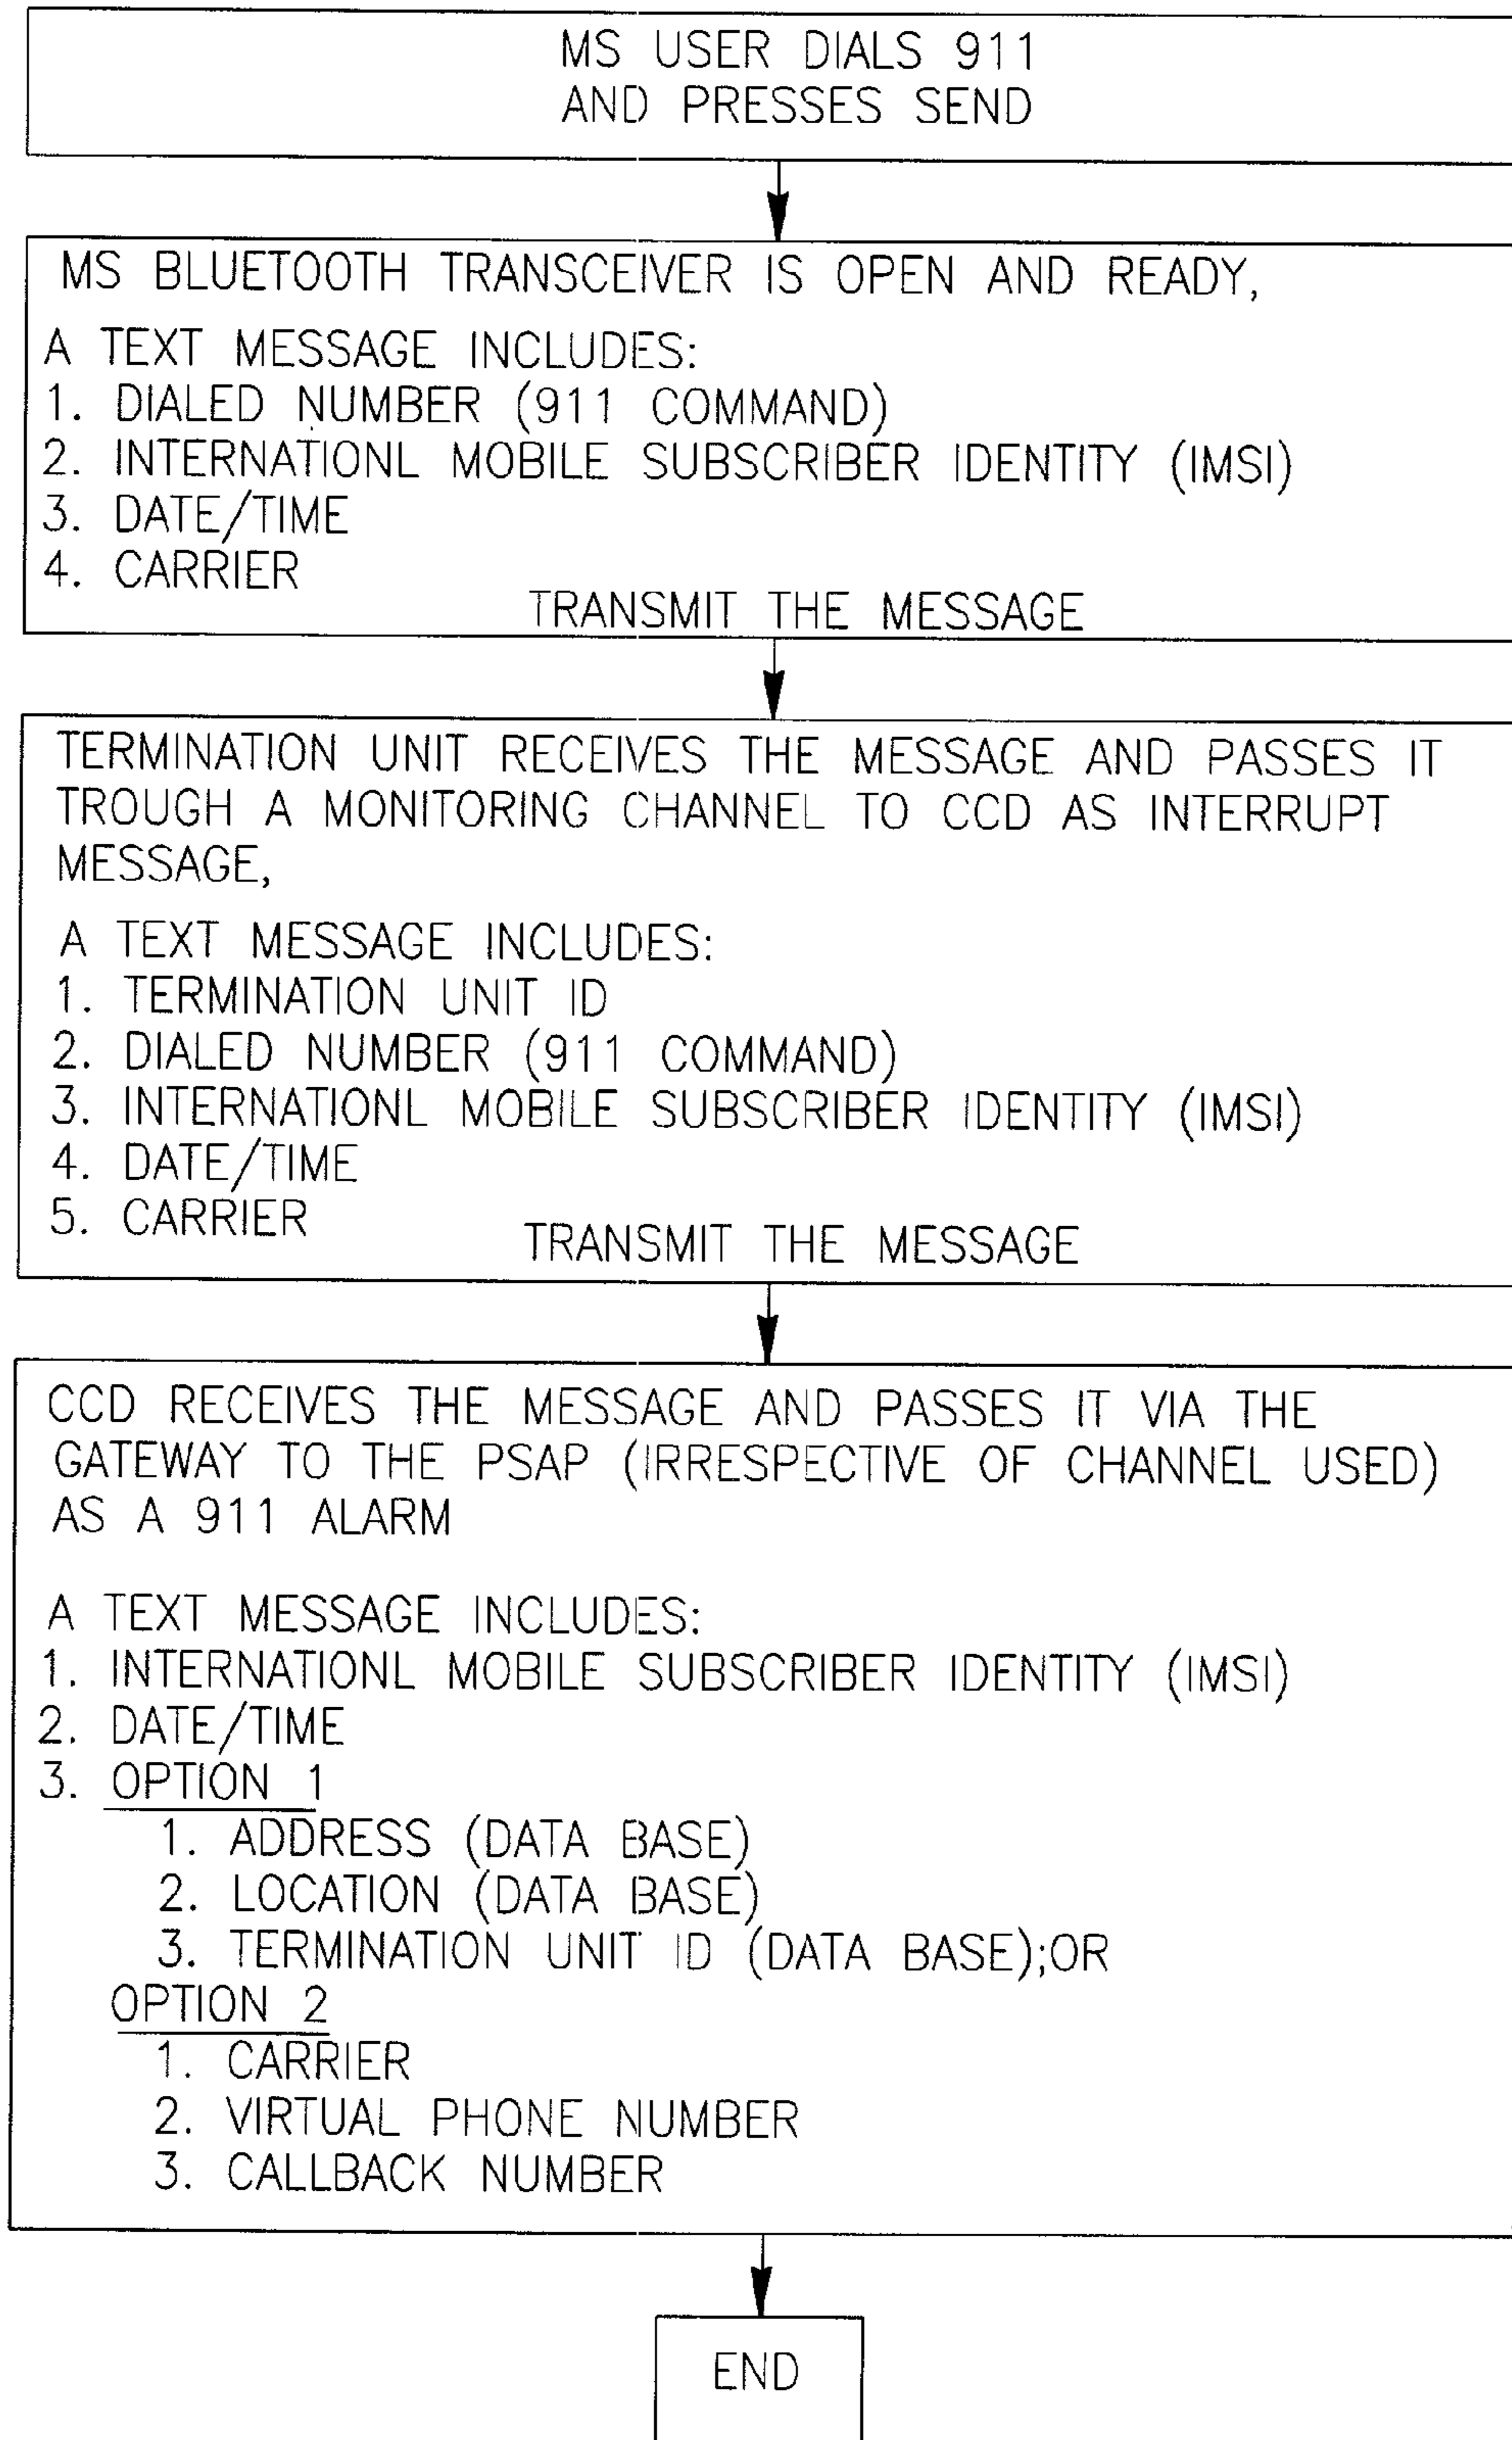 MS USER DIALS 911
AND PRESSES SEND
MS BLUETOOTH TRANSCEIVER IS OPEN AND READY,
A TEXT MESSAGE INCLUDES:
1. DIALED NUMBER (911 COMMAND)
2. INTERNATIONL MOBILE SUBSCRIBER IDENTITY (IMSI)
3. DATE/TIME
4. CARRIER
TRANSMIT THE MESSAGE
TERMINATION UNIT RECEIVES THE MESSAGE AND PASSES IT
TROUGH A MONITORING CHANNEL TO CCD AS INTERRUPT
MESSAGE,
A TEXT MESSAGE INCLUDES:
1. TERMINATION UNIT ID
2. DIALED NUMBER (911 COMMAND)
3. INTERNATIONL MOBILE SUBSCRIBER IDENTITY (IMSI)
4. DATE/TIME
5. CARRIER
TRANSMIT THE MESSAGE
CCD RECEIVES THE MESSAGE AND PASSES IT VIA THE
GATEWAY TO THE PSAP (IRRESPECTIVE OF CHANNEL USED)
AS A 911 ALARM
A TEXT MESSAGE INCLUDES:
1. INTERNATIONL MOBILE SUBSCRIBER IDENTITY (IMSI)
2. DATE/TIME
3. OPTION 1
1. ADDRESS (DATA BASE)
2. LOCATION (DATA BASE)
3. TERMINATION UNIT ID (DATA BASE);OR
OPTION 2
1. CARRIER
2. VIRTUAL PHONE NUMBER
3. CALLBACK NUMBER
END